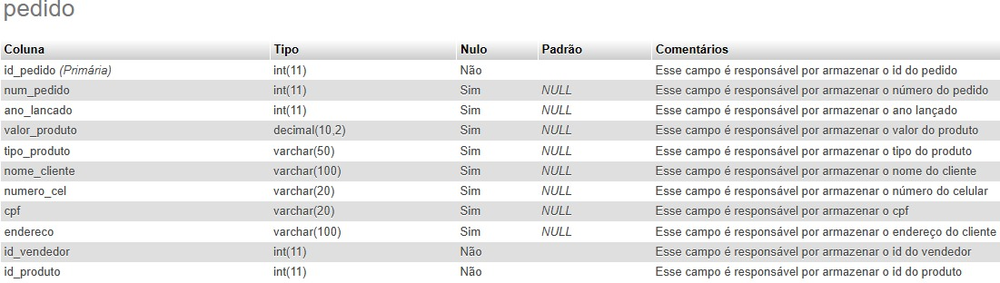 pedido
Coluna Tipo Nulo Padrão Comentários
id_pedido (Primária) int(11) Não Esse campo é responsável por armazenar o id do pedido
num_pedido int(11) Sim NULL Esse campo é responsável por armazenar o número do pedido
ano_lancado int(11) Sim NULL Esse campo é responsável por armazenar o ano lançado
valor_produto decimal(10,2) Sim NULL Esse campo é responsável por armazenar o valor do produto
tipo_produto varchar(50) Sim NULL Esse campo é responsável por armazenar o tipo do produto
nome_cliente varchar(100) Sim NULL Esse campo é responsável por armazenar o nome do cliente
numero_cel varchar(20) Sim NULL Esse campo é responsável por armazenar o número do celular
cpf varchar(20) Sim NULL Esse campo é responsável por armazenar o cpf
endereco varchar(100) Sim NULL Esse campo é responsável por armazenar o endereço do cliente
id_vendedor int(11) Não Esse campo é responsável por armazenar o id do vendedor
id_produto int(11) Não Esse campo é responsável por armazenar o id do produto